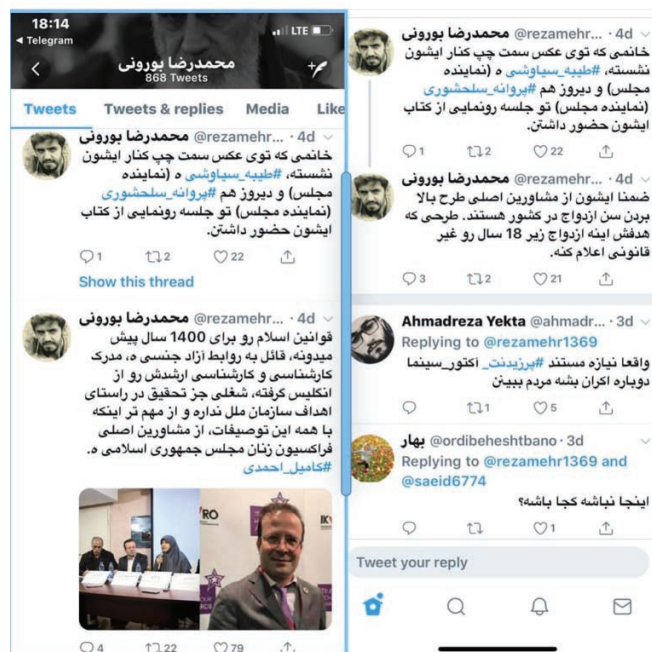 18:14
LTE
◄ Telegram
محمدرضا بورونی
868 Tweets
Tweets
Tweets & replies
Media
Like
محمدرضا بورونی @rezamehr... · 4d
خانمی که توی عکس سمت چپ کنار ایشون
نشسته، #طیبه_سیاوشی ه (نماینده
مجلس) و دیروز هم #پروانه_سلحشوری
(نماینده مجلس) تو جلسه رونمایی از کتاب
ایشون حضور داشتن.
1 2 22
Show this thread
محمدرضا بورونی @rezamehr... · 4d
قوانین اسلام رو برای 1400 سال پیش
میدونه، قائل به روابط آزاد جنسی ه، مدرک
کارشناسی و کارشناسی ارشدش رو از
انگلیس گرفته، شغلی جز تحقیق در راستای
اهداف سازمان ملل نداره و از مهم تر اینکه
با همه این توصیفات، از مشاورین اصلی
فراکسیون زنان مجلس جمهوری اسلامی ه.
#کامیل_احمدی
RO
IK
4 22 79
محمدرضا بورونی @rezamehr... · 4d
خانمی که توی عکس سمت چپ کنار ایشون
نشسته، #طیبه_سیاوشی ه (نماینده
مجلس) و دیروز هم #پروانه_سلحشوری
(نماینده مجلس) تو جلسه رونمایی از کتاب
ایشون حضور داشتن.
1 2 22
محمدرضا بورونی @rezamehr... · 4d
ضمنا ایشون از مشاورین اصلی طرح بالا
بردن سن ازدواج در کشور هستند. طرحی که
هدفش اینه ازدواج زیر 18 سال رو غیر
قانونی اعلام کنه.
3 2 21
Ahmadreza Yekta @ahmadr... · 3d
Replying to @rezamehr1369
واقعا نیازه مستند #پرزیدنت_ آکتور_سینما
دوباره اکران بشه مردم ببینن
1 5
بهار @ordibeheshtbano · 3d
Replying to @rezamehr1369 and
@saeid6774
اینجا نباشه کجا باشه؟
1
Tweet your reply